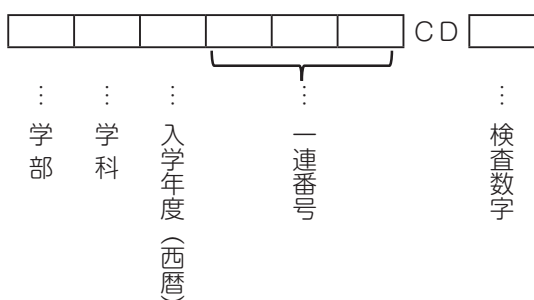 CD
学部
学科
入学年度（西暦）
一連番号
検査数字